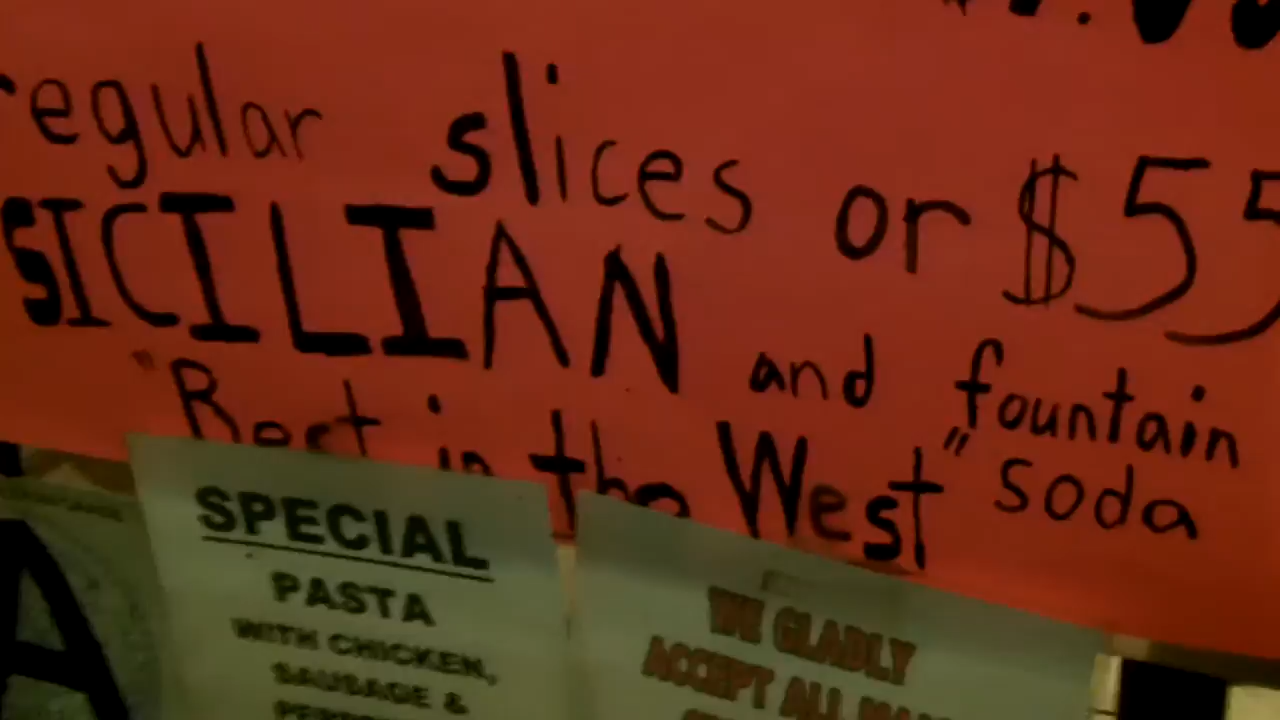 regular slices or $55
SICILIAN and fountain
"Best in the West" soda
SPECIAL
PASTA
WITH CHICKEN,
SAUSAGE &
WE GLADLY
ACCEPT ALL